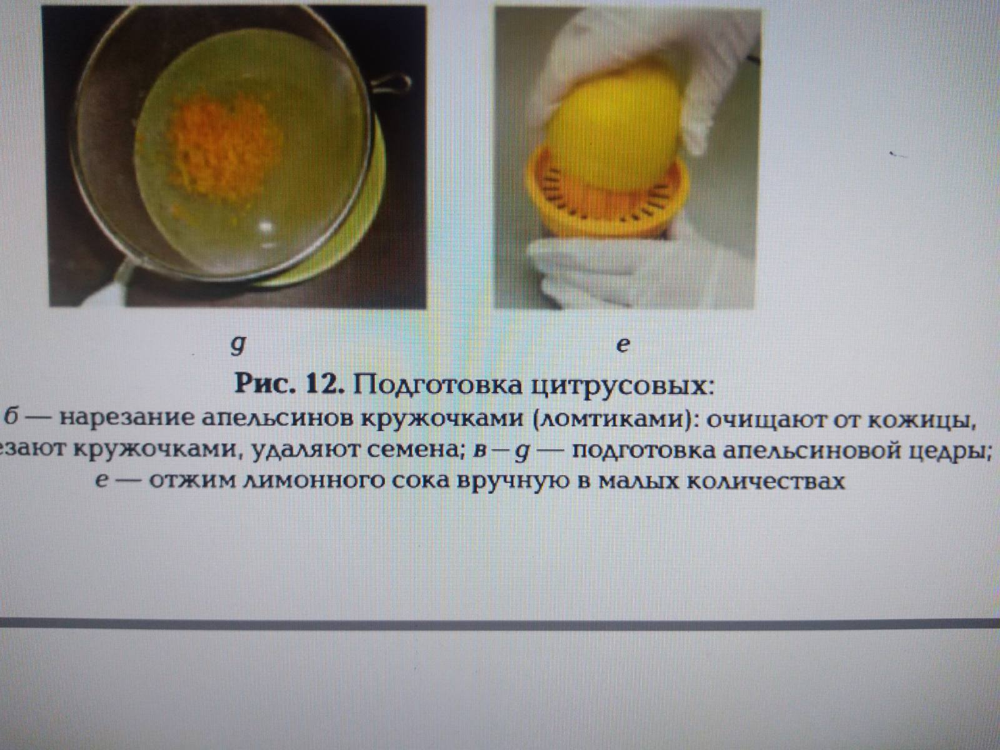 д
е
Рис. 12. Подготовка цитрусовых:
б — нарезание апельсинов кружочками (ломтиками): очищают от кожицы,
кружочками, удаляют семена; в — д — подготовка апельсиновой цедры;
е — отжим лимонного сока вручную в малых количествах